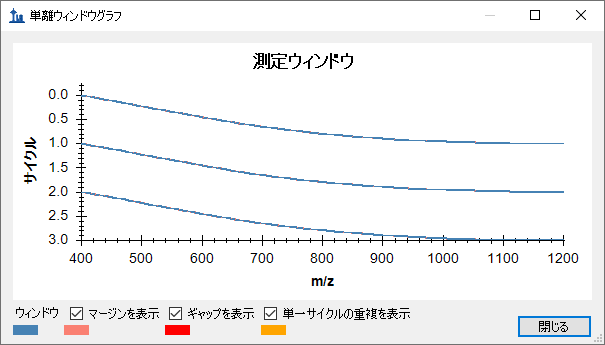 単離ウィンドウグラフ
測定ウィンドウ
サイクル
0.0
0.5
1.0
1.5
2.0
2.5
3.0
400 500 600 700 800 900 1000 1100 1200
m/z
ウィンドウ マージンを表示 ギャップを表示 単一サイクルの重複を表示
閉じる